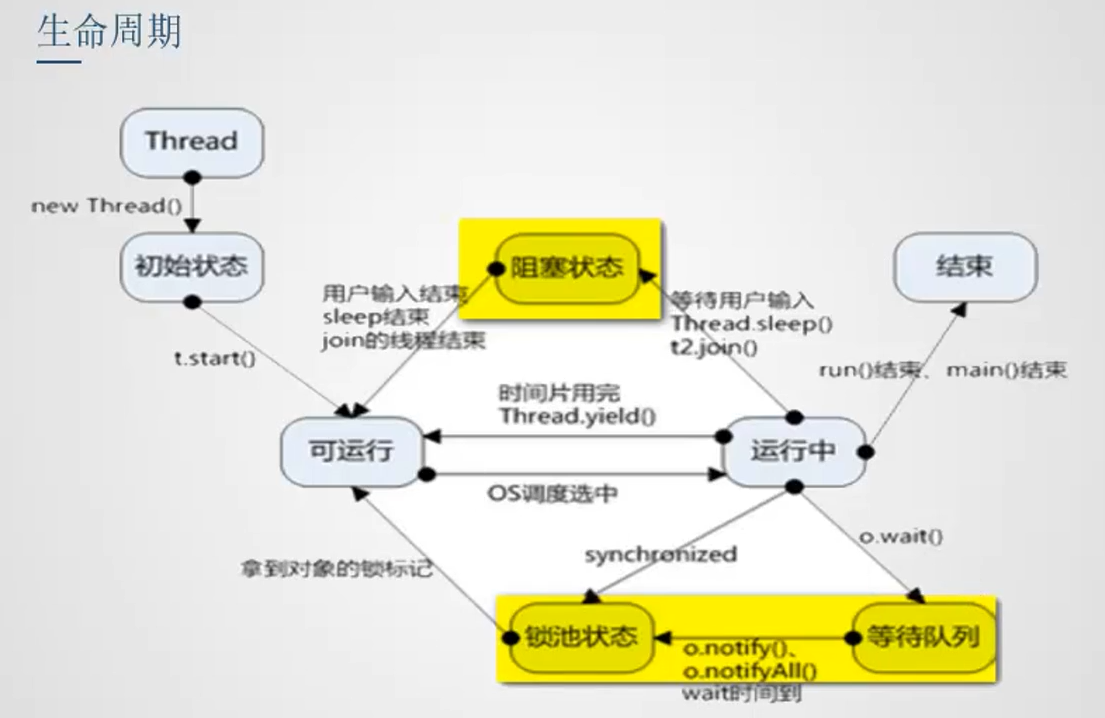 生命周期
Thread
new Thread()
初始状态
阻塞状态
结束
用户输入结束
sleep结束
join的线程结束
等待用户输入
Thread.sleep()
t2.join()
t.start()
run()结束、main()结束
时间片用完
Thread.yield()
可运行
运行中
OS调度选中
synchronized
o.wait()
拿到对象的锁标记
锁池状态
等待队列
o.notify()、
o.notifyAll()
wait时间到